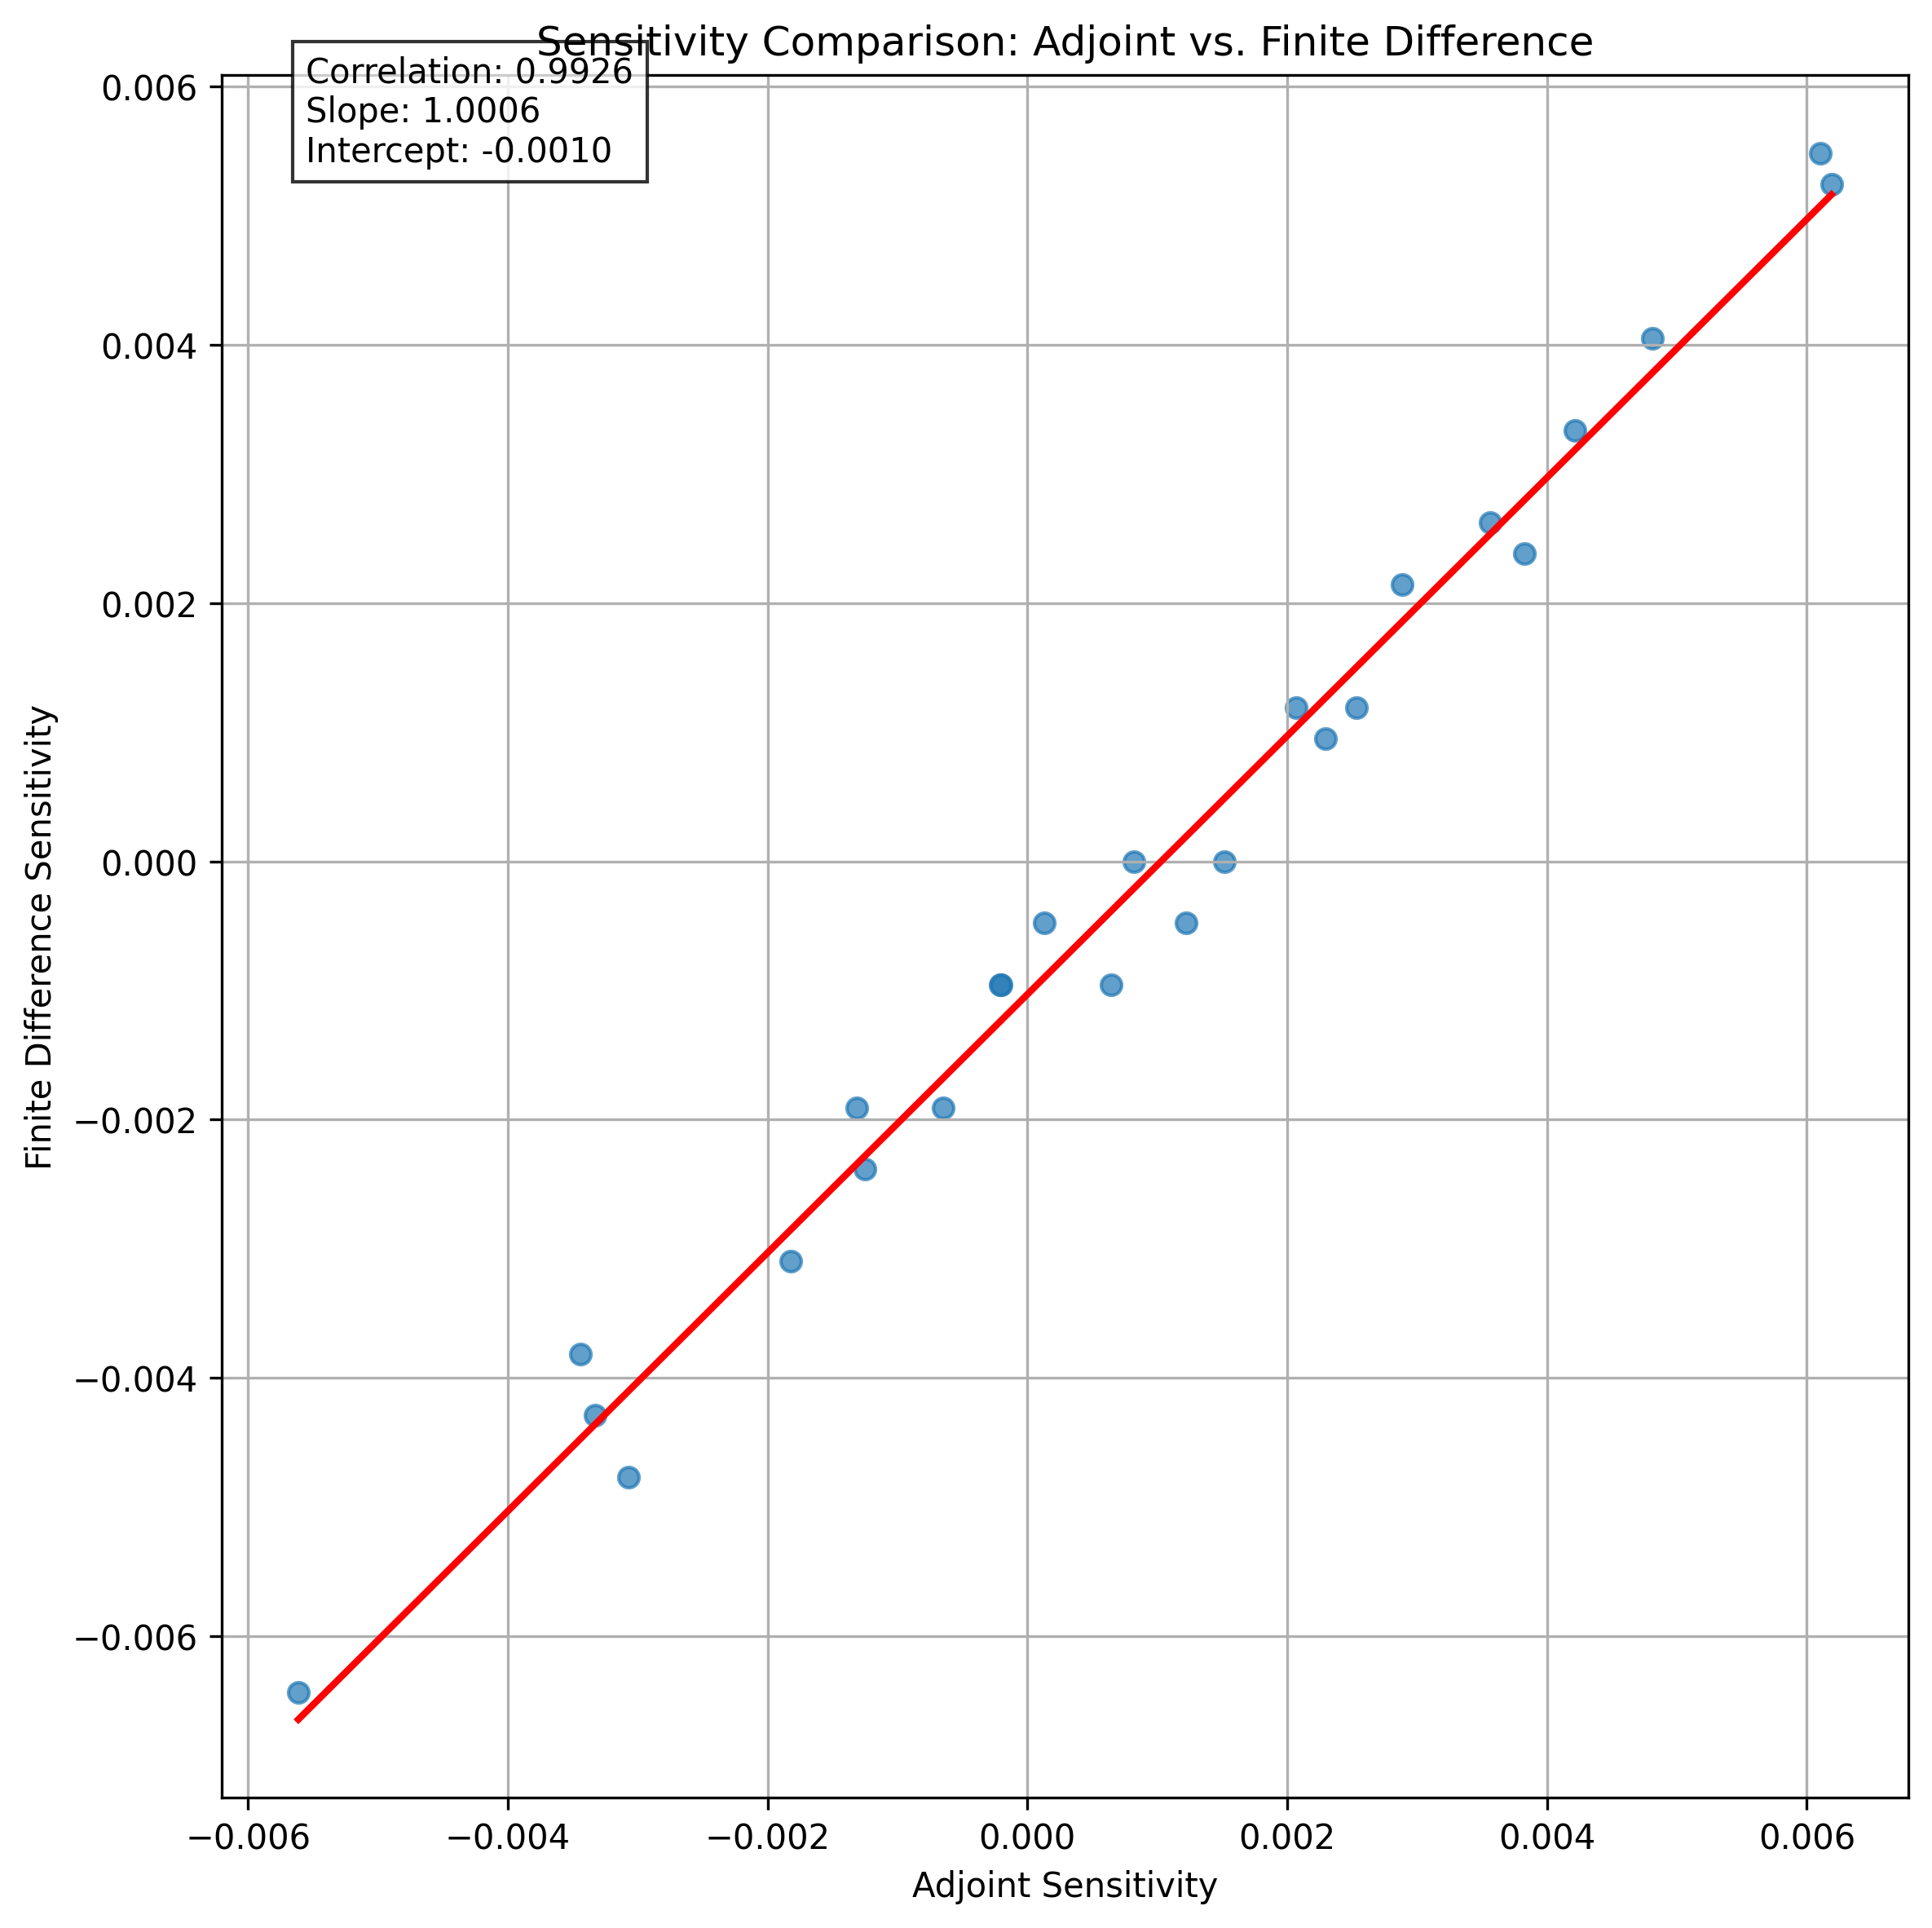 Sensitivity Comparison: Adjoint vs. Finite Difference
Correlation: 0.9926
Slope: 1.0006
Intercept: -0.0010
0.006
0.004
0.002
0.000
−0.002
−0.004
−0.006
Finite Difference Sensitivity
−0.006 −0.004 −0.002 0.000 0.002 0.004 0.006
Adjoint Sensitivity